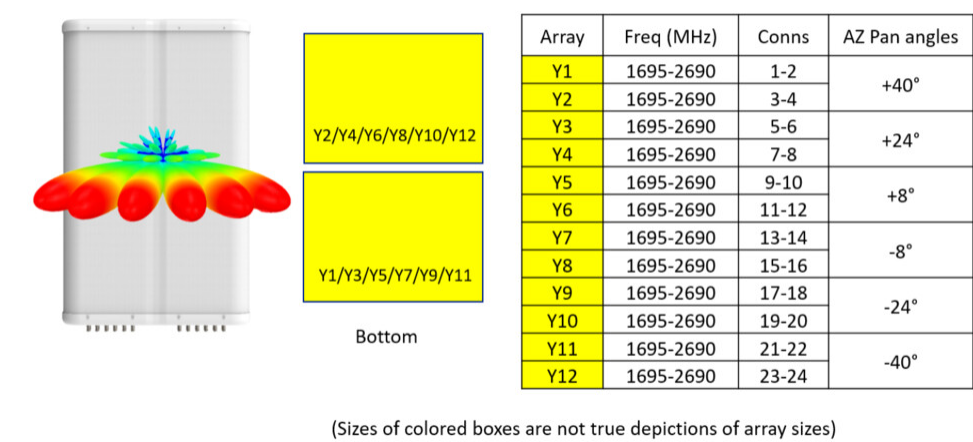 Y2/Y4/Y6/Y8/Y10/Y12
Y1/Y3/Y5/Y7/Y9/Y11
Bottom
Array Freq (MHz) Conns AZ Pan angles
Y1 1695-2690 1-2 +40°
Y2 1695-2690 3-4
Y3 1695-2690 5-6 +24°
Y4 1695-2690 7-8
Y5 1695-2690 9-10 +8°
Y6 1695-2690 11-12
Y7 1695-2690 13-14 -8°
Y8 1695-2690 15-16
Y9 1695-2690 17-18 -24°
Y10 1695-2690 19-20
Y11 1695-2690 21-22 -40°
Y12 1695-2690 23-24
(Sizes of colored boxes are not true depictions of array sizes)